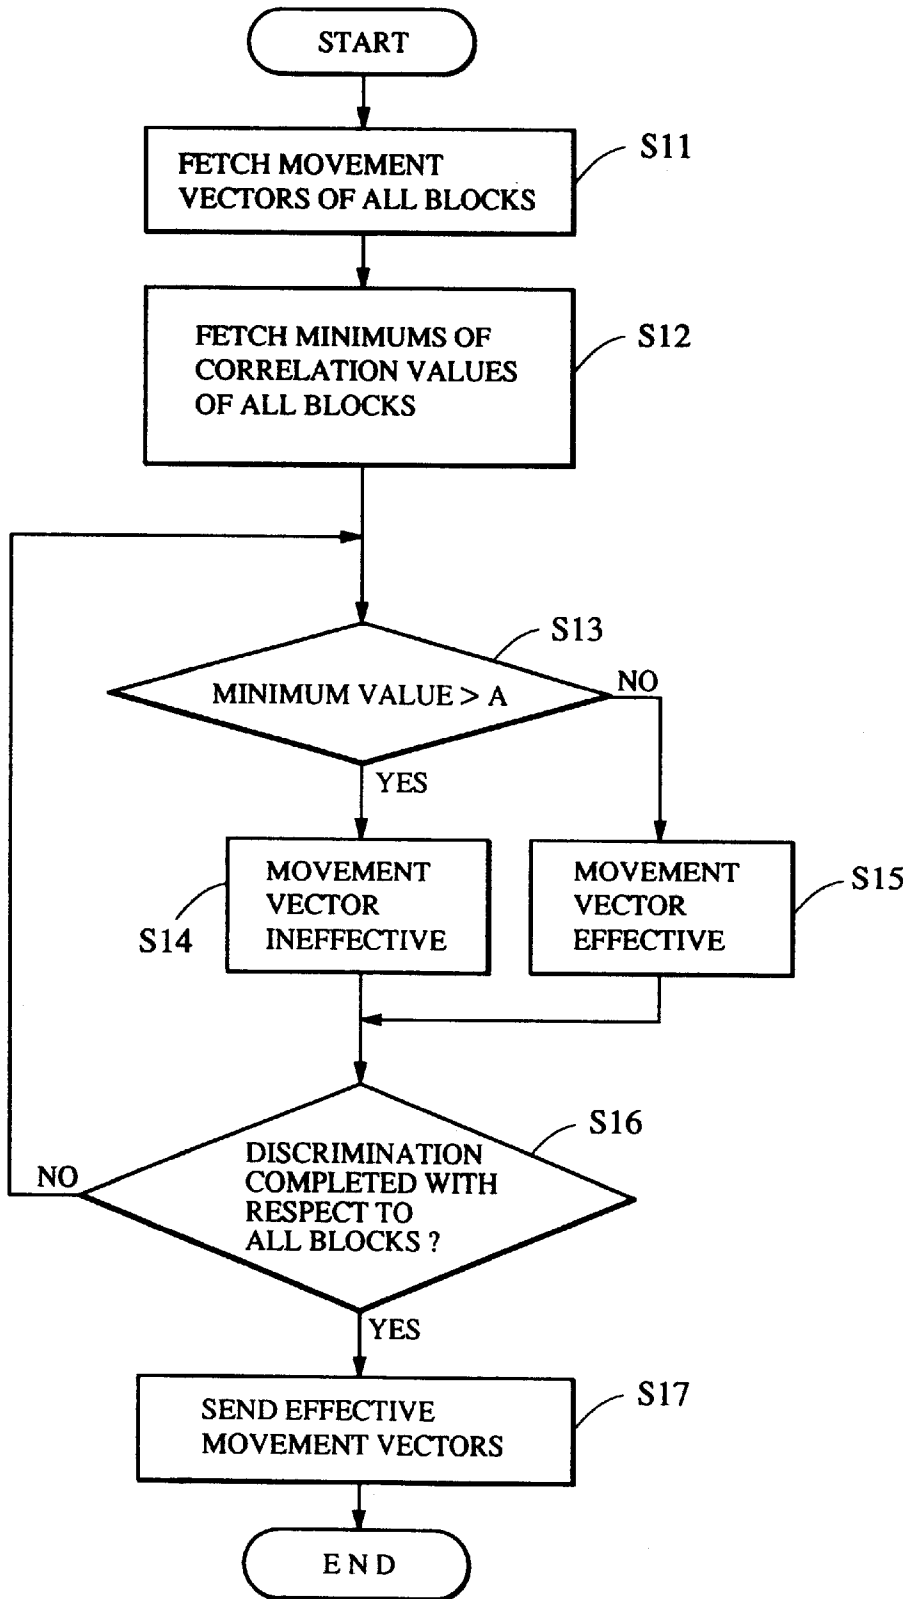 START
FETCH MOVEMENT
VECTORS OF ALL BLOCKS
S11
FETCH MINIMUMS OF
CORRELATION VALUES
OF ALL BLOCKS
S12
S13
MINIMUM VALUE > A
NO
YES
MOVEMENT
VECTOR
INEFFECTIVE
S14
MOVEMENT
VECTOR
EFFECTIVE
S15
S16
DISCRIMINATION
COMPLETED WITH
RESPECT TO
ALL BLOCKS ?
NO
YES
SEND EFFECTIVE
MOVEMENT VECTORS
S17
END